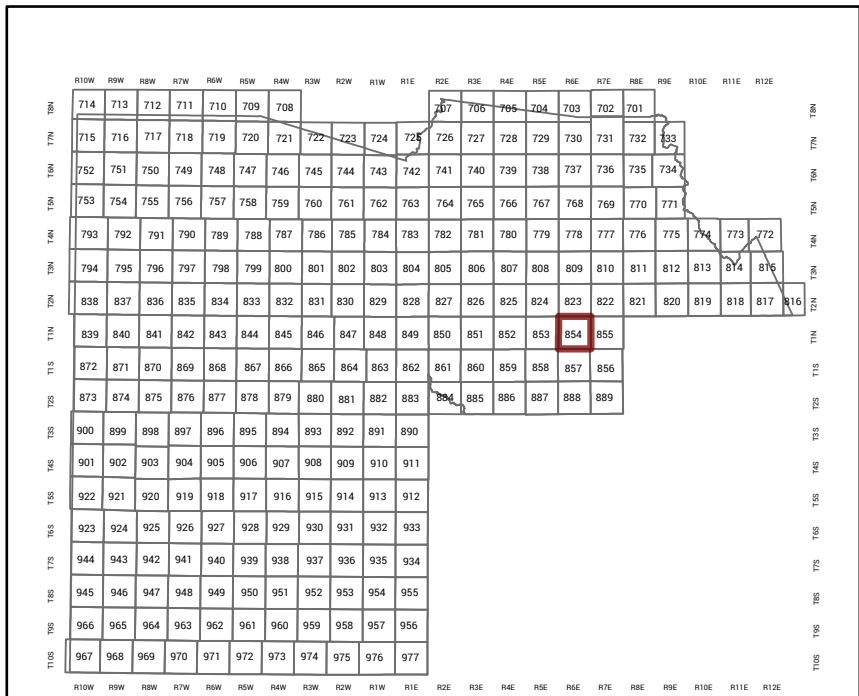 R10W R9W R8W R7W R6W R5W R4W R3W R2W R1W R1E R2E R3E R4E R5E R6E R7E R8E R9E R10E R11E R12E
T8N 714 713 712 711 710 709 708 707 706 705 704 703 702 701 T8N
T7N 715 716 717 718 719 720 721 722 723 724 725 726 727 728 729 730 731 732 733 T7N
T6N 752 751 750 749 748 747 746 745 744 743 742 741 740 739 738 737 736 735 734 T6N
T5N 753 754 755 756 757 758 759 760 761 762 763 764 765 766 767 768 769 770 771 T5N
T4N 793 792 791 790 789 788 787 786 785 784 783 782 781 780 779 778 777 776 775 774 773 772 T4N
T3N 794 795 796 797 798 799 800 801 802 803 804 805 806 807 808 809 810 811 812 813 814 815 T3N
T2N 838 837 836 835 834 833 832 831 830 829 828 827 826 825 824 823 822 821 820 819 818 817 816 T2N
T1N 839 840 841 842 843 844 845 846 847 848 849 850 851 852 853 854 855 T1N
T1S 872 871 870 869 868 867 866 865 864 863 862 861 860 859 858 857 856 T1S
T2S 873 874 875 876 877 878 879 880 881 882 883 884 885 886 887 888 889 T2S
T3S 900 899 898 897 896 895 894 893 892 891 890 T3S
T4S 901 902 903 904 905 906 907 908 909 910 911 T4S
T5S 922 921 920 919 918 917 916 915 914 913 912 T5S
T6S 923 924 925 926 927 928 929 930 931 932 933 T6S
T7S 944 943 942 941 940 939 938 937 936 935 934 T7S
T8S 945 946 947 948 949 950 951 952 953 954 955 T8S
T9S 966 965 964 963 962 961 960 959 958 957 956 T9S
T10S 967 968 969 970 971 972 973 974 975 976 977 T10S
R10W R9W R8W R7W R6W R5W R4W R3W R2W R1W R1E R2E R3E R4E R5E R6E R7E R8E R9E R10E R11E R12E